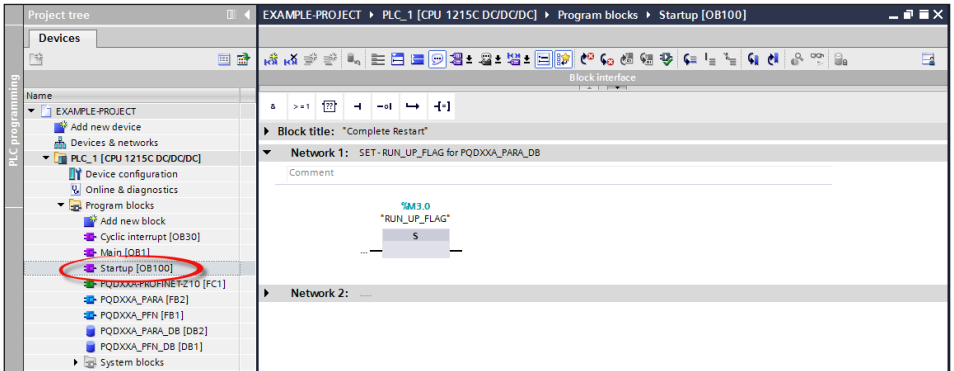 Project tree
EXAMPLE-PROJECT ▸ PLC_1 [CPU 1215C DC/DC/DC] ▸ Program blocks ▸ Startup [OB100]
Devices
Block interface
PLC programming
Name
EXAMPLE-PROJECT
Add new device
Devices & networks
PLC_1 [CPU 1215C DC/DC/DC]
Device configuration
Online & diagnostics
Program blocks
Add new block
Cyclic interrupt [OB30]
Main [OB1]
Startup [OB100]
PQDXXA-PROFINET-Z10 [FC1]
PQDXXA_PARA [FB2]
PQDXXA_PFN [FB1]
PQDXXA_PARA_DB [DB2]
PQDXXA_PFN_DB [DB1]
System blocks
& >=1 ?? -| -o| ↦ -[=]
Block title: "Complete Restart"
Network 1: SET - RUN_UP_FLAG for PQDXXA_PARA_DB
Comment
%M3.0
"RUN_UP_FLAG"
S
...
Network 2: .....